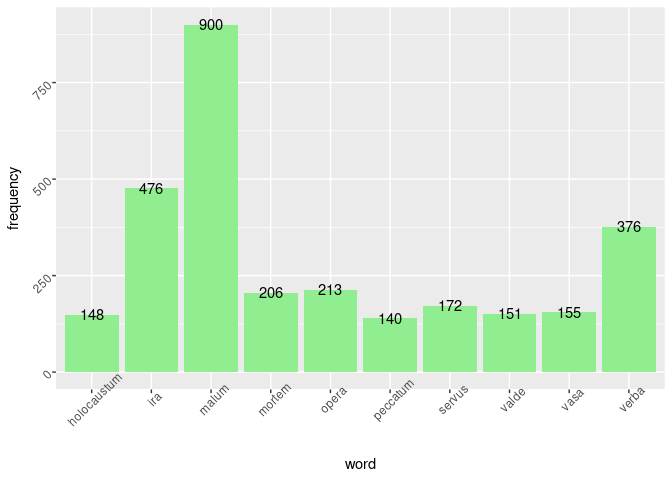 frequency
750
500
250
0
900
476
376
148
206
213
140
172
151
155
holocaustum
ira
malum
mortem
opera
peccatum
servus
valde
vasa
verba
word